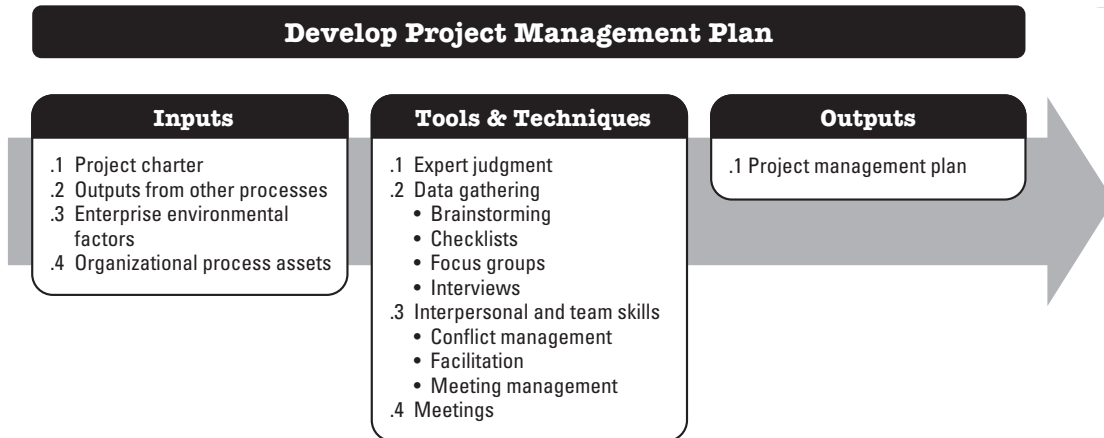 Develop Project Management Plan
Inputs
.1 Project charter
.2 Outputs from other processes
.3 Enterprise environmental
factors
.4 Organizational process assets
Tools & Techniques
.1 Expert judgment
.2 Data gathering
• Brainstorming
• Checklists
• Focus groups
• Interviews
.3 Interpersonal and team skills
• Conflict management
• Facilitation
• Meeting management
.4 Meetings
Outputs
.1 Project management plan